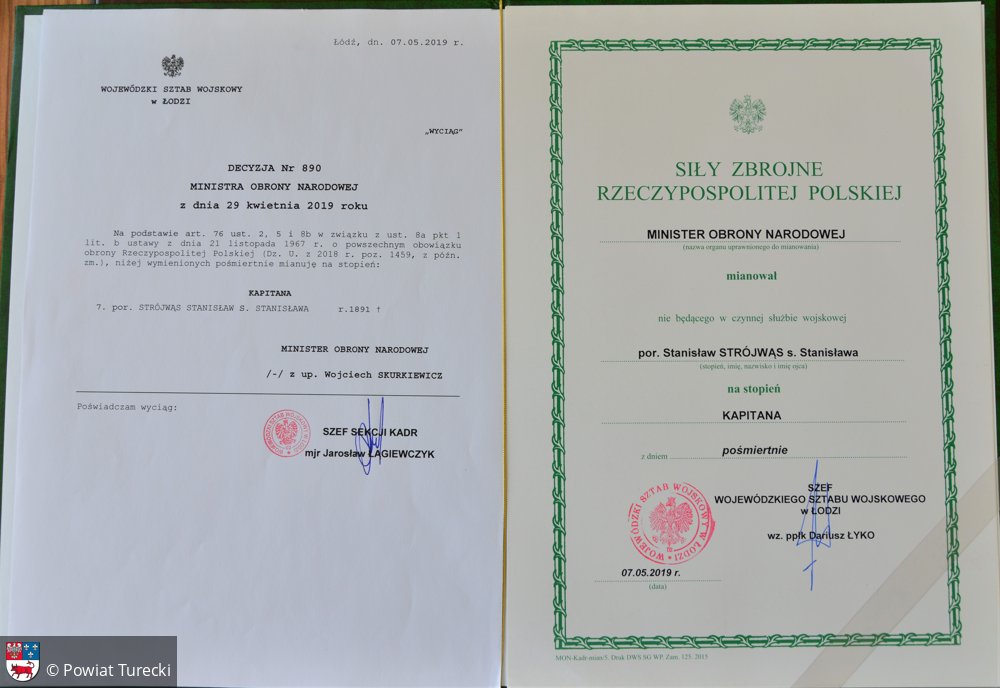 Łódź, dn. 07.05.2019 r.
WOJEWÓDZKI SZTAB WOJSKOWY
w ŁODZI
„WYCIĄG"
DECYZJA Nr 890
MINISTRA OBRONY NARODOWEJ
z dnia 29 kwietnia 2019 roku
Na podstawie art. 76 ust. 2, 5 i 8b w związku z ust. 8a pkt 1
lit. b ustawy z dnia 21 listopada 1967 r. o powszechnym obowiązku
obrony Rzeczypospolitej Polskiej (Dz. U. z 2018 r. poz. 1459, z późn.
zm.), niżej wymienionych pośmiertnie mianuję na stopień:
KAPITANA
7. por. STRÓJWĄS STANISŁAW S. STANISŁAWA r.1891 †
MINISTER OBRONY NARODOWEJ
/-/ z up. Wojciech SKURKIEWICZ
Poświadczam wyciąg:
WOJEWÓDZKI SZTAB WOJSKOWY W ŁODZI
SZEF SEKCJI KADR
mjr Jarosław ŁAGIEWCZYK
SIŁY ZBROJNE
RZECZYPOSPOLITEJ POLSKIEJ
MINISTER OBRONY NARODOWEJ
(nazwa organu uprawnionego do mianowania)
mianował
nie będącego w czynnej służbie wojskowej
por. Stanisław STRÓJWĄS s. Stanisława
(stopień, imię, nazwisko i imię ojca)
na stopień
KAPITANA
z dniem pośmiertnie
SZEF
WOJEWÓDZKIEGO SZTABU WOJSKOWEGO
w ŁODZI
wz. ppłk Dariusz ŁYKO
WOJEWÓDZKI SZTAB WOJSKOWY W ŁODZI
07.05.2019 r.
(data)
MON-Kadr-mian/5. Druk DWS SG WP. Zam. 125. 2015
© Powiat Turecki